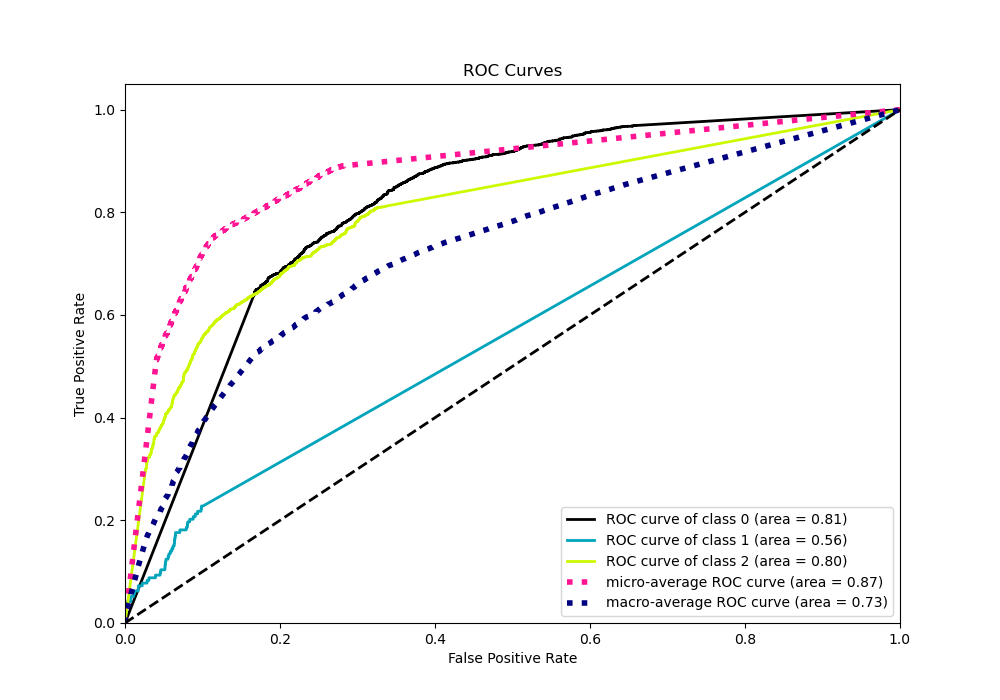 ROC Curves
True Positive Rate
1.0
0.8
0.6
0.4
0.2
0.0
0.0 0.2 0.4 0.6 0.8 1.0
False Positive Rate
ROC curve of class 0 (area = 0.81)
ROC curve of class 1 (area = 0.56)
ROC curve of class 2 (area = 0.80)
micro-average ROC curve (area = 0.87)
macro-average ROC curve (area = 0.73)